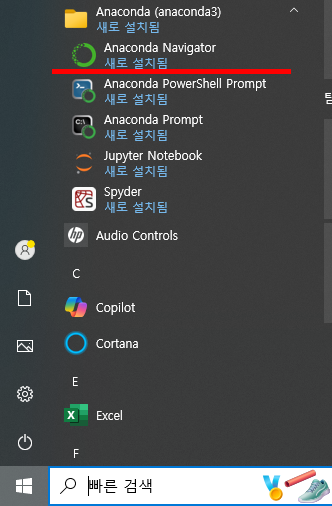 Anaconda (anaconda3)
새로 설치됨
Anaconda Navigator
새로 설치됨
Anaconda PowerShell Prompt
새로 설치됨
Anaconda Prompt
새로 설치됨
Jupyter Notebook
새로 설치됨
Spyder
새로 설치됨
Audio Controls
C
Copilot
Cortana
E
Excel
F
빠른 검색